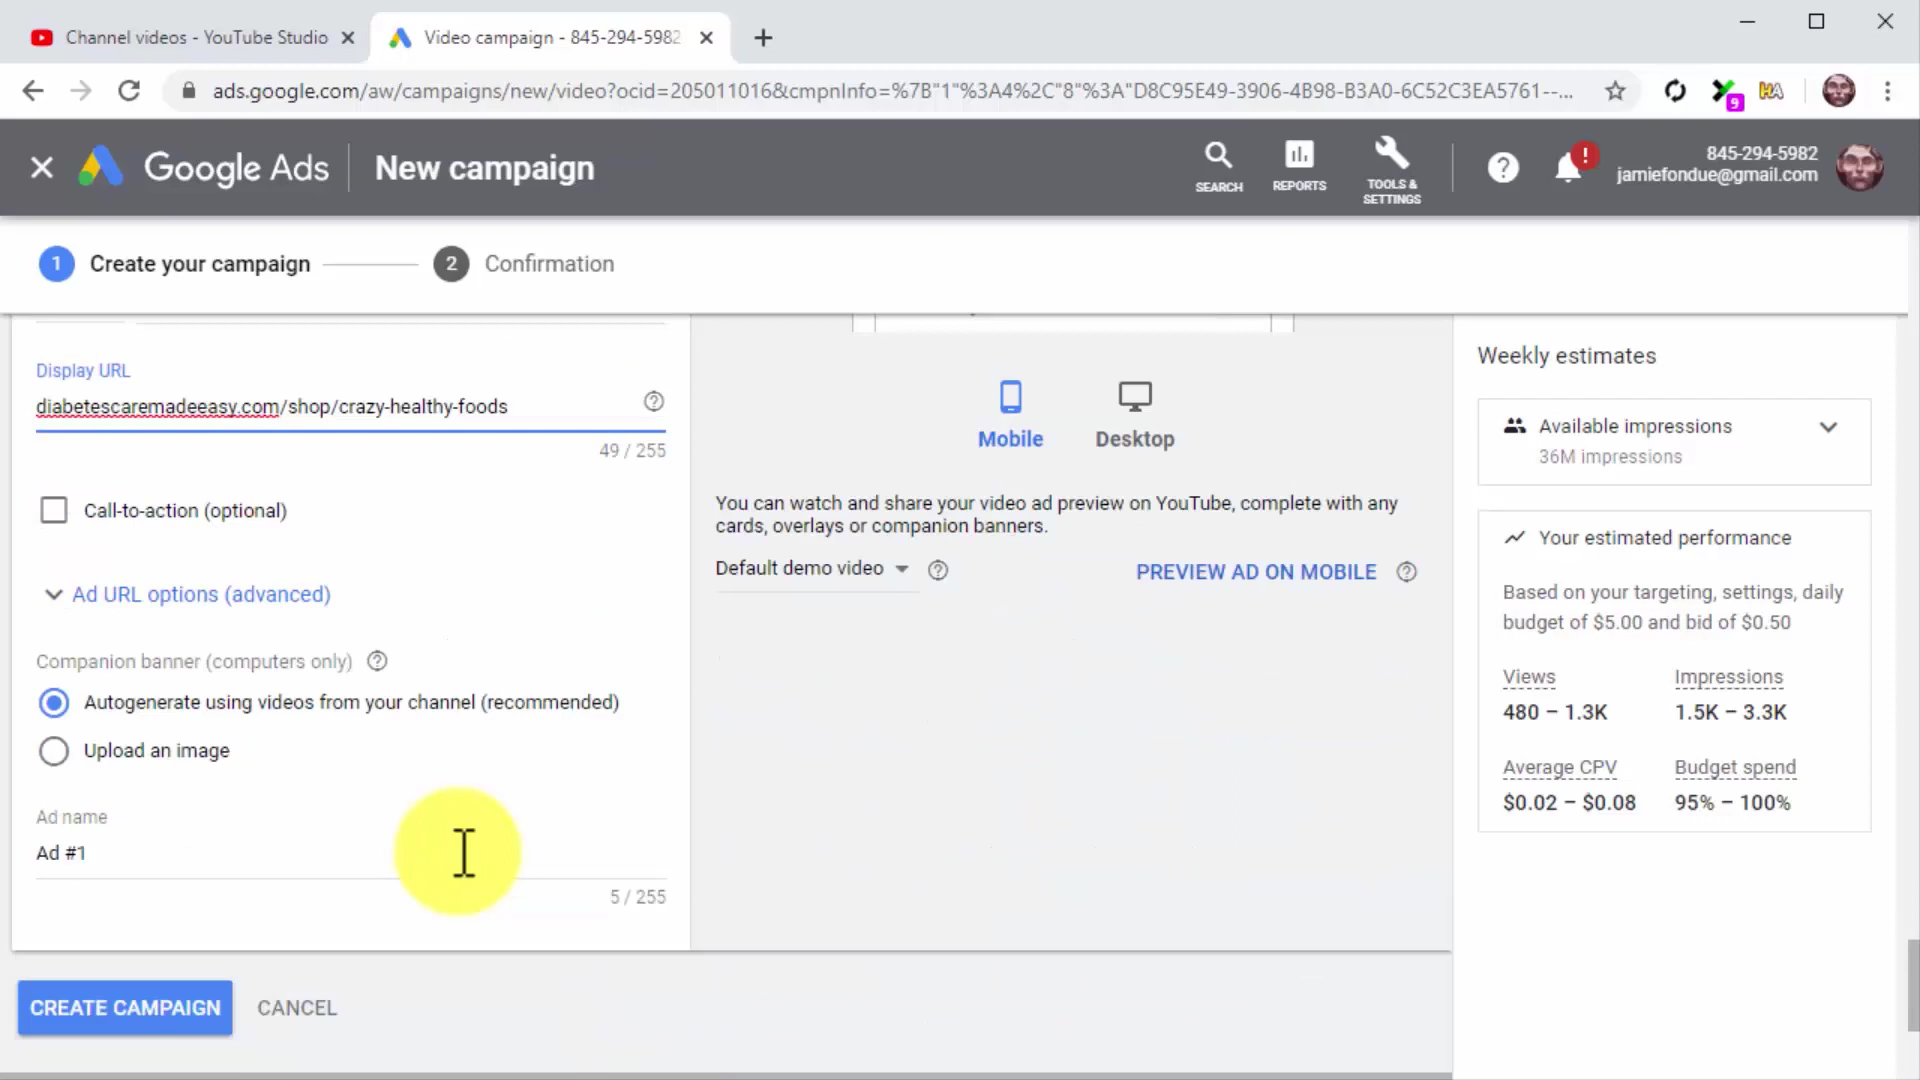 Channel videos - YouTube Studio
Video campaign - 845-294-5982
ads.google.com/aw/campaigns/new/video?ocid=205011016&cmpnInfo=%7B"1"%3A4%2C"8"%3A"D8C95E49-3906-4B98-B3A0-6C52C3EA5761--...
9
HA
Google Ads
New campaign
SEARCH
REPORTS
TOOLS &
SETTINGS
?
!
845-294-5982
jamiefondue@gmail.com
1 Create your campaign
2 Confirmation
Display URL
diabetescaremadeeasy.com/shop/crazy-healthy-foods
49 / 255
Call-to-action (optional)
Ad URL options (advanced)
Companion banner (computers only)
Autogenerate using videos from your channel (recommended)
Upload an image
Ad name
Ad #1
5 / 255
CREATE CAMPAIGN
CANCEL
Mobile
Desktop
You can watch and share your video ad preview on YouTube, complete with any
cards, overlays or companion banners.
Default demo video
PREVIEW AD ON MOBILE
Weekly estimates
Available impressions
36M impressions
Your estimated performance
Based on your targeting, settings, daily
budget of $5.00 and bid of $0.50
Views
480 – 1.3K
Impressions
1.5K – 3.3K
Average CPV
$0.02 – $0.08
Budget spend
95% – 100%